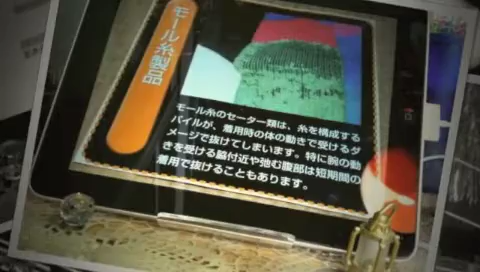 モール糸製品
モール糸のセーター類は、糸を構成する
パイルが、着用時の体の動きで受けるダ
メージで抜けてしまいます。特に腕の動
きを受ける脇付近や弛む腹部は短期間の
着用で抜けることもあります。